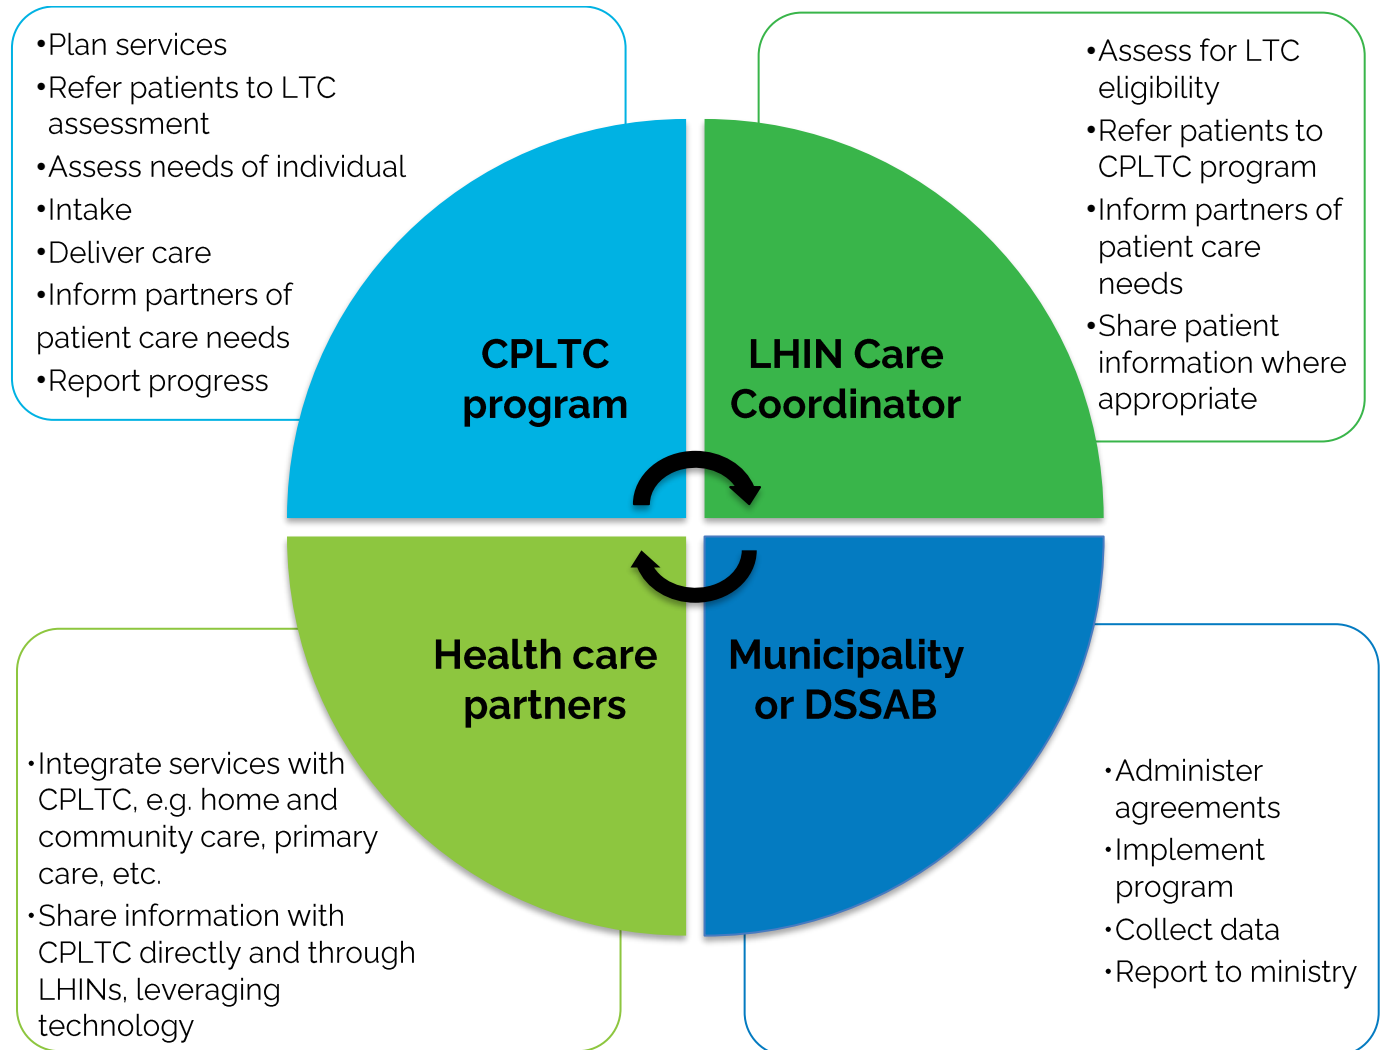 •Plan services
•Refer patients to LTC
assessment
•Assess needs of individual
•Intake
•Deliver care
•Inform partners of
patient care needs
•Report progress
•Assess for LTC
eligibility
•Refer patients to
CPLTC program
•Inform partners of
patient care
needs
•Share patient
information where
appropriate
CPLTC
program
LHIN Care
Coordinator
Health care
partners
Municipality
or DSSAB
•Integrate services with
CPLTC, e.g. home and
community care, primary
care, etc.
•Share information with
CPLTC directly and through
LHINs, leveraging
technology
•Administer
agreements
•Implement
program
•Collect data
•Report to ministry